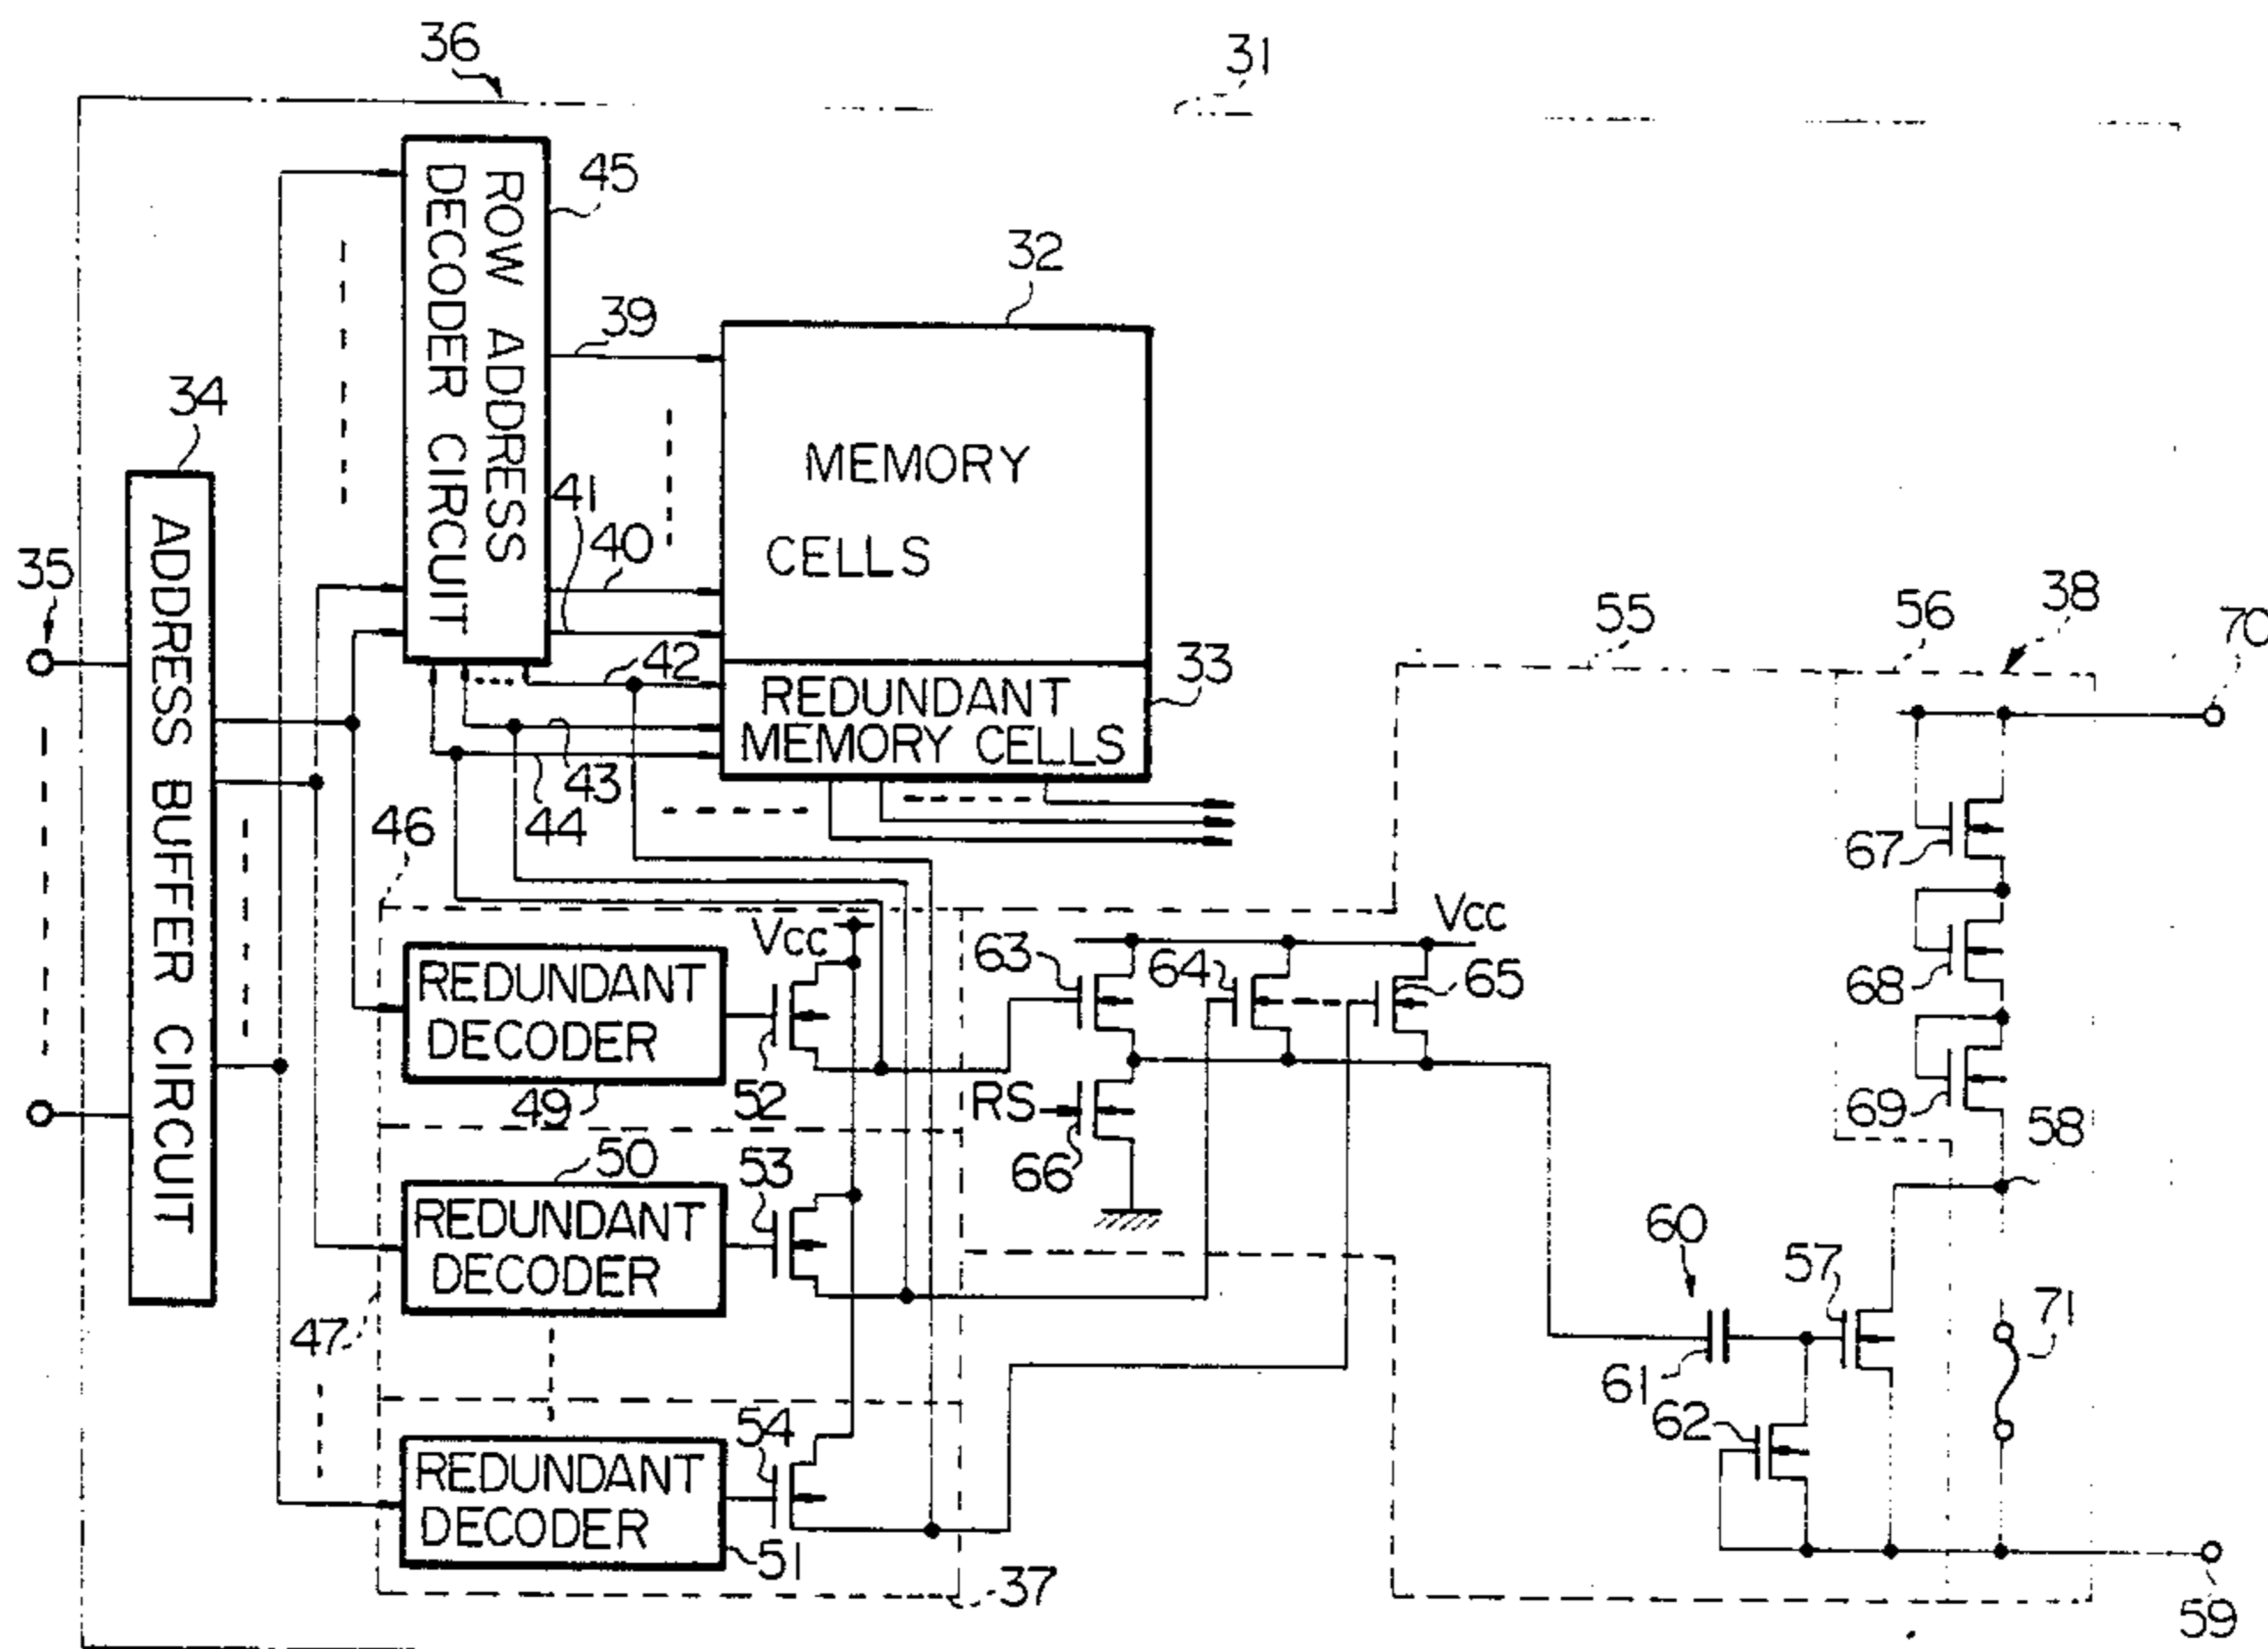 36
31
45
ROW ADDRESS
DECODER CIRCUIT
32
39
34
41
MEMORY
40
CELLS
35
ADDRESS BUFFER CIRCUIT
55
56
38
70
42
33
REDUNDANT
MEMORY CELLS
43
44
46
67
Vcc
Vcc
63
64
65
68
REDUNDANT
DECODER
52
49
RS
69
58
66
50
53
REDUNDANT
DECODER
60
57
47
71
61
54
62
REDUNDANT
DECODER
51
37
59